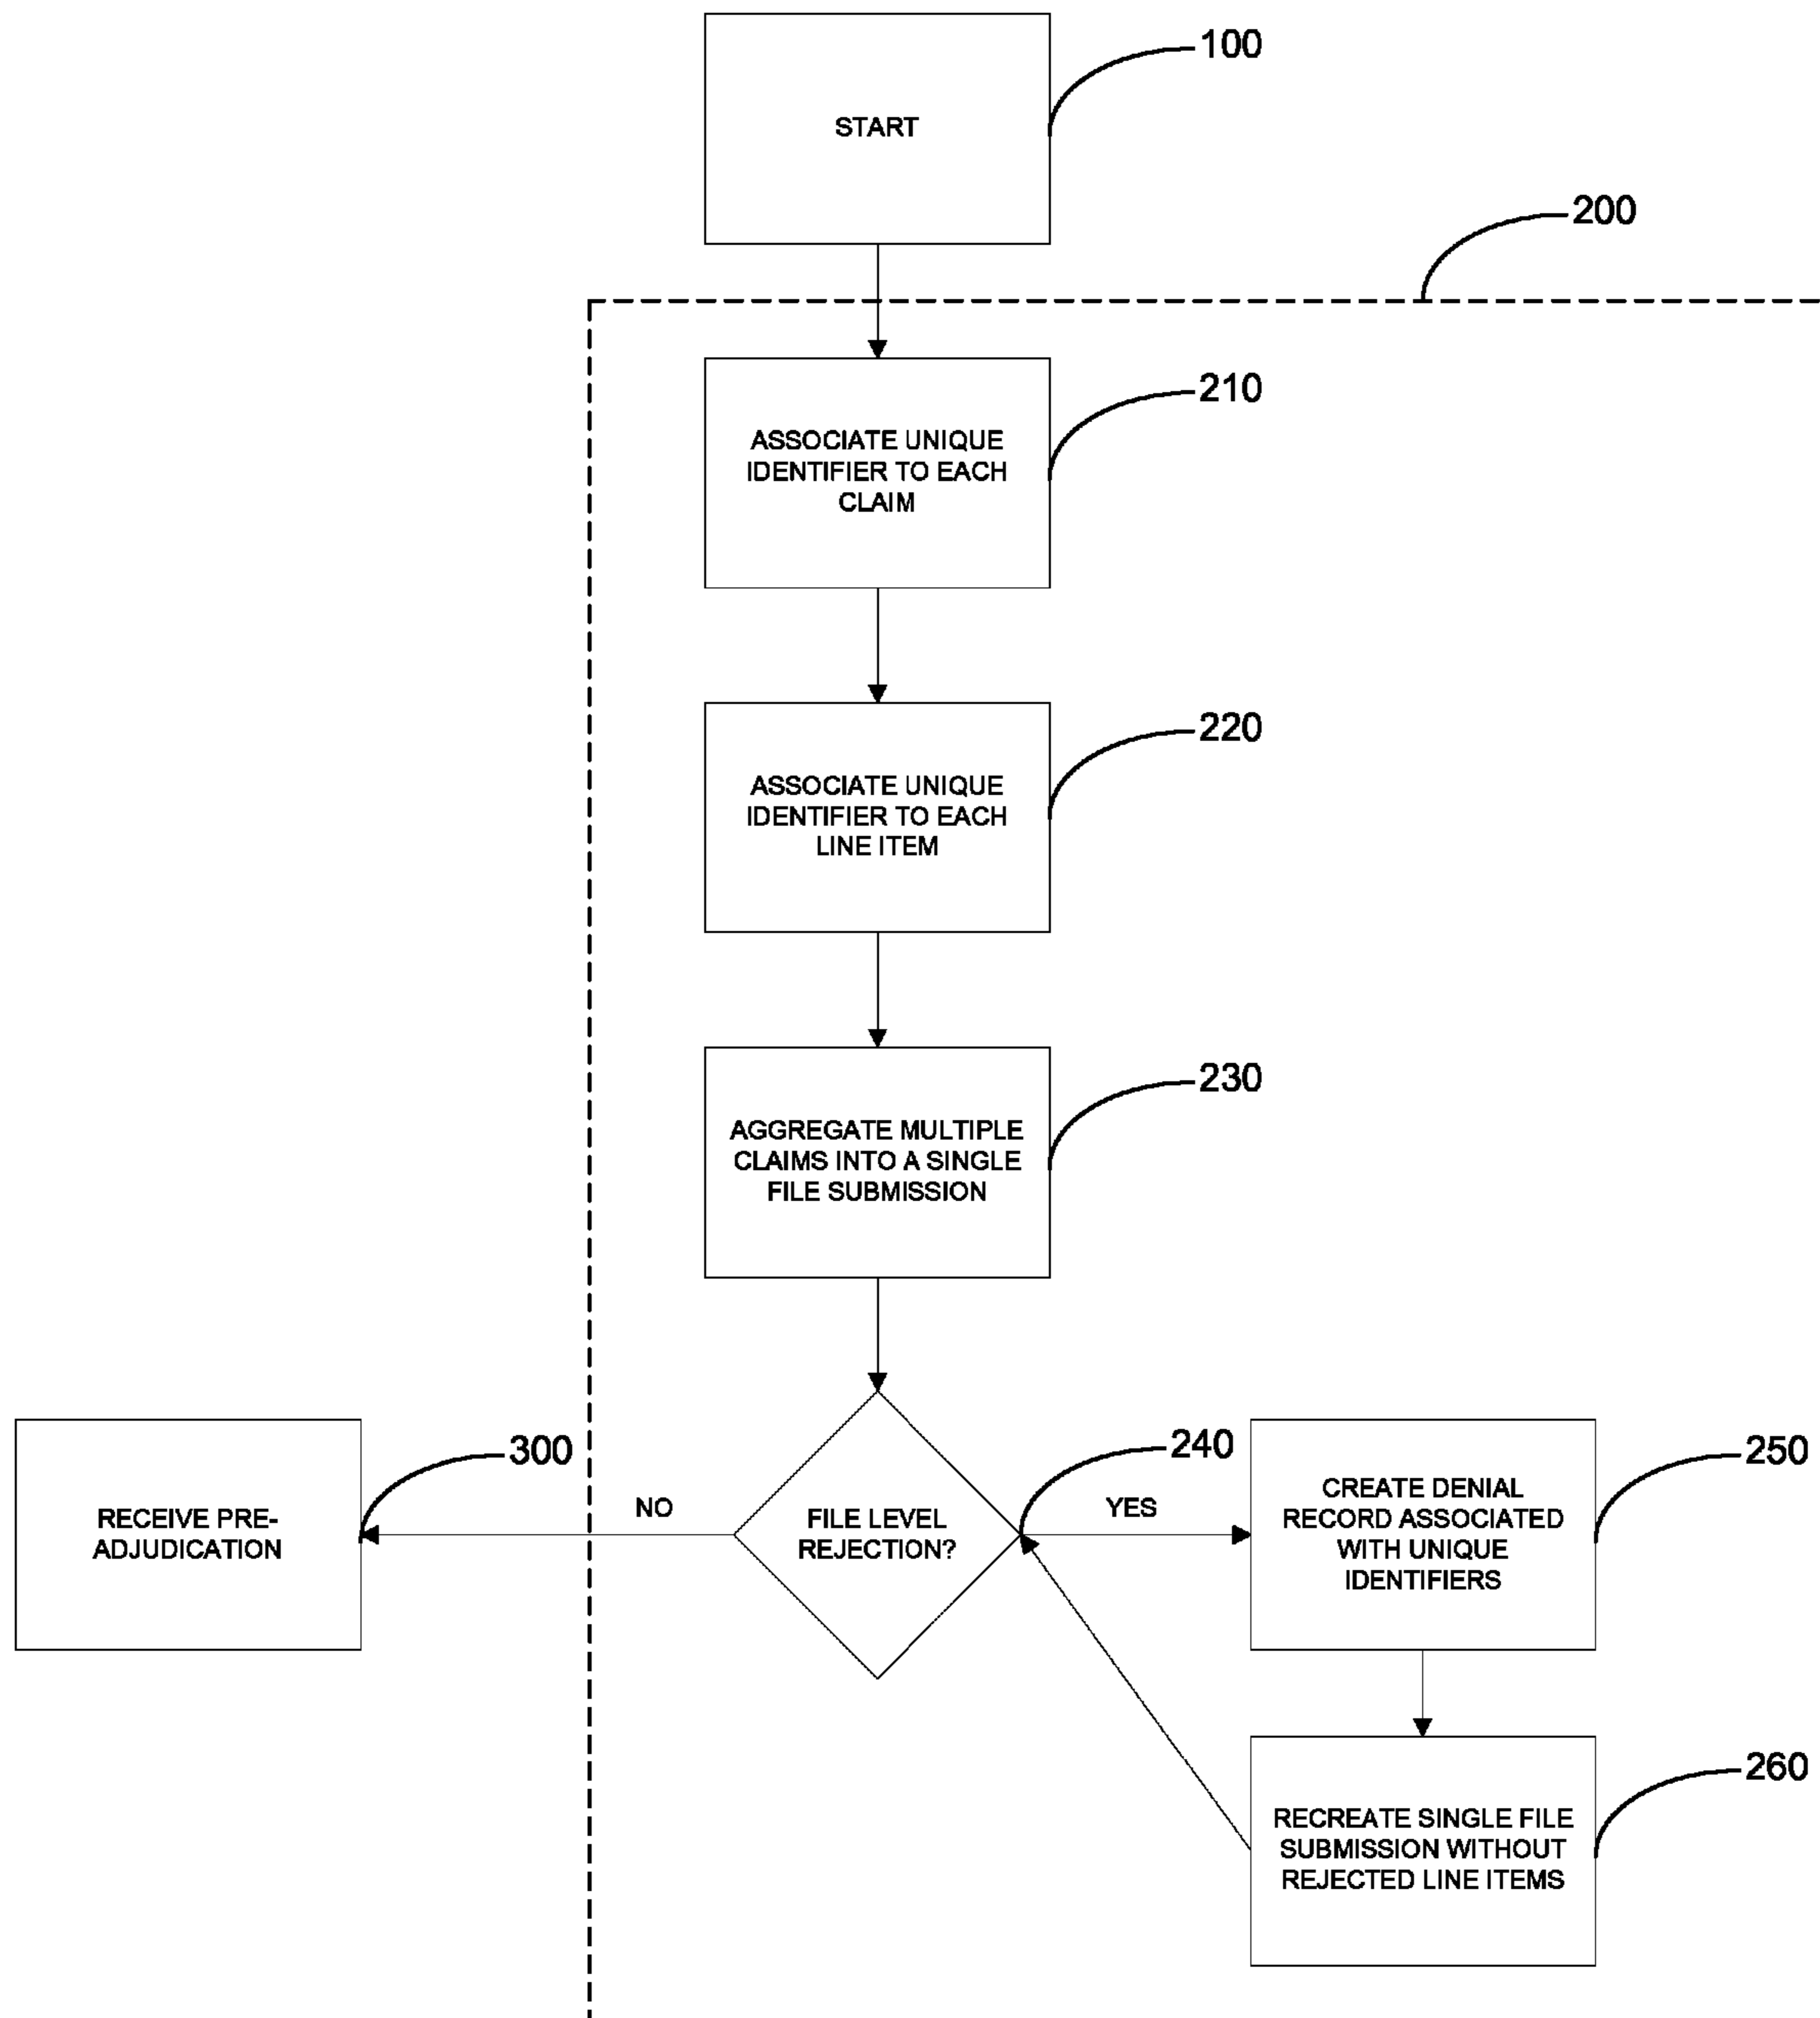 100
START
200
210
ASSOCIATE UNIQUE
IDENTIFIER TO EACH
CLAIM
220
ASSOCIATE UNIQUE
IDENTIFIER TO EACH
LINE ITEM
230
AGGREGATE MULTIPLE
CLAIMS INTO A SINGLE
FILE SUBMISSION
300
RECEIVE PRE-
ADJUDICATION
NO
240
FILE LEVEL
REJECTION?
YES
250
CREATE DENIAL
RECORD ASSOCIATED
WITH UNIQUE
IDENTIFIERS
260
RECREATE SINGLE FILE
SUBMISSION WITHOUT
REJECTED LINE ITEMS